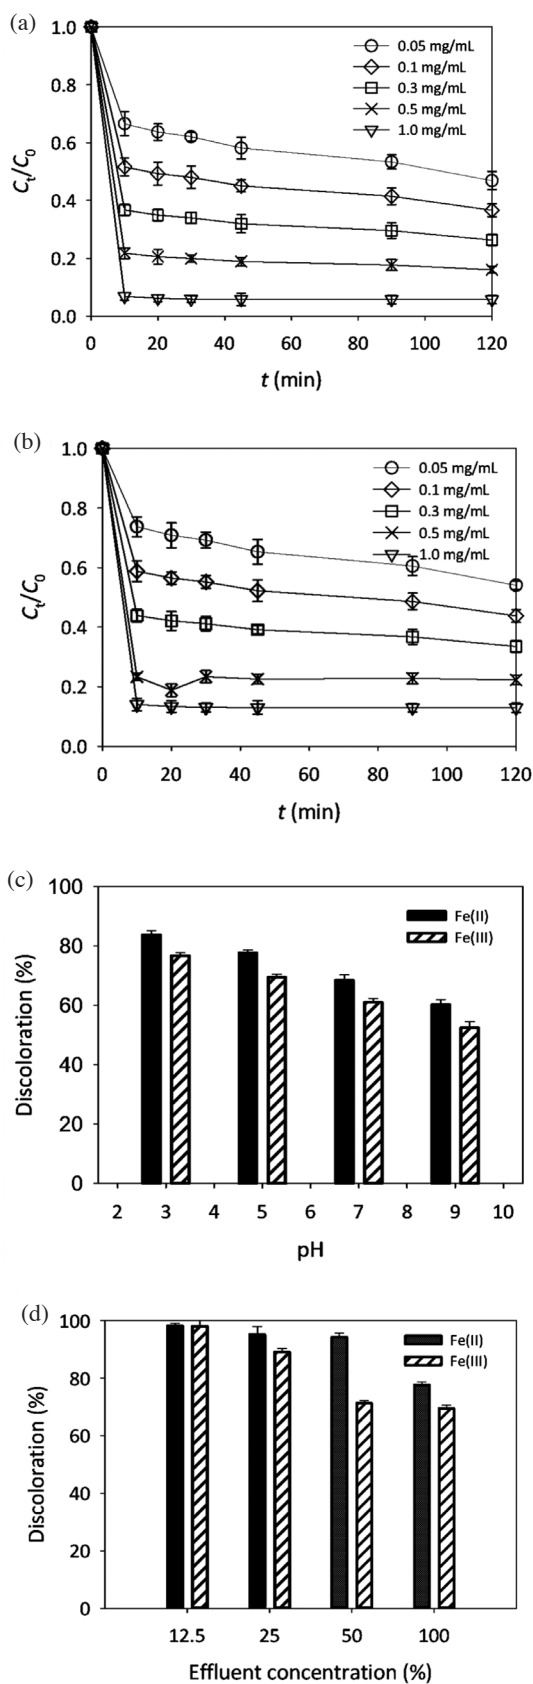 (a)
1.0
0.8
0.6
0.4
0.2
0.0
Ct/C0
0.05 mg/mL
0.1 mg/mL
0.3 mg/mL
0.5 mg/mL
1.0 mg/mL
0 20 40 60 80 100 120
t (min)
(b)
1.0
0.8
0.6
0.4
0.2
0.0
Ct/C0
0.05 mg/mL
0.1 mg/mL
0.3 mg/mL
0.5 mg/mL
1.0 mg/mL
0 20 40 60 80 100 120
t (min)
(c)
100
80
60
40
20
0
Discoloration (%)
Fe(II)
Fe(III)
2 3 4 5 6 7 8 9 10
pH
(d)
100
80
60
40
20
0
Discoloration (%)
Fe(II)
Fe(III)
12.5 25 50 100
Effluent concentration (%)